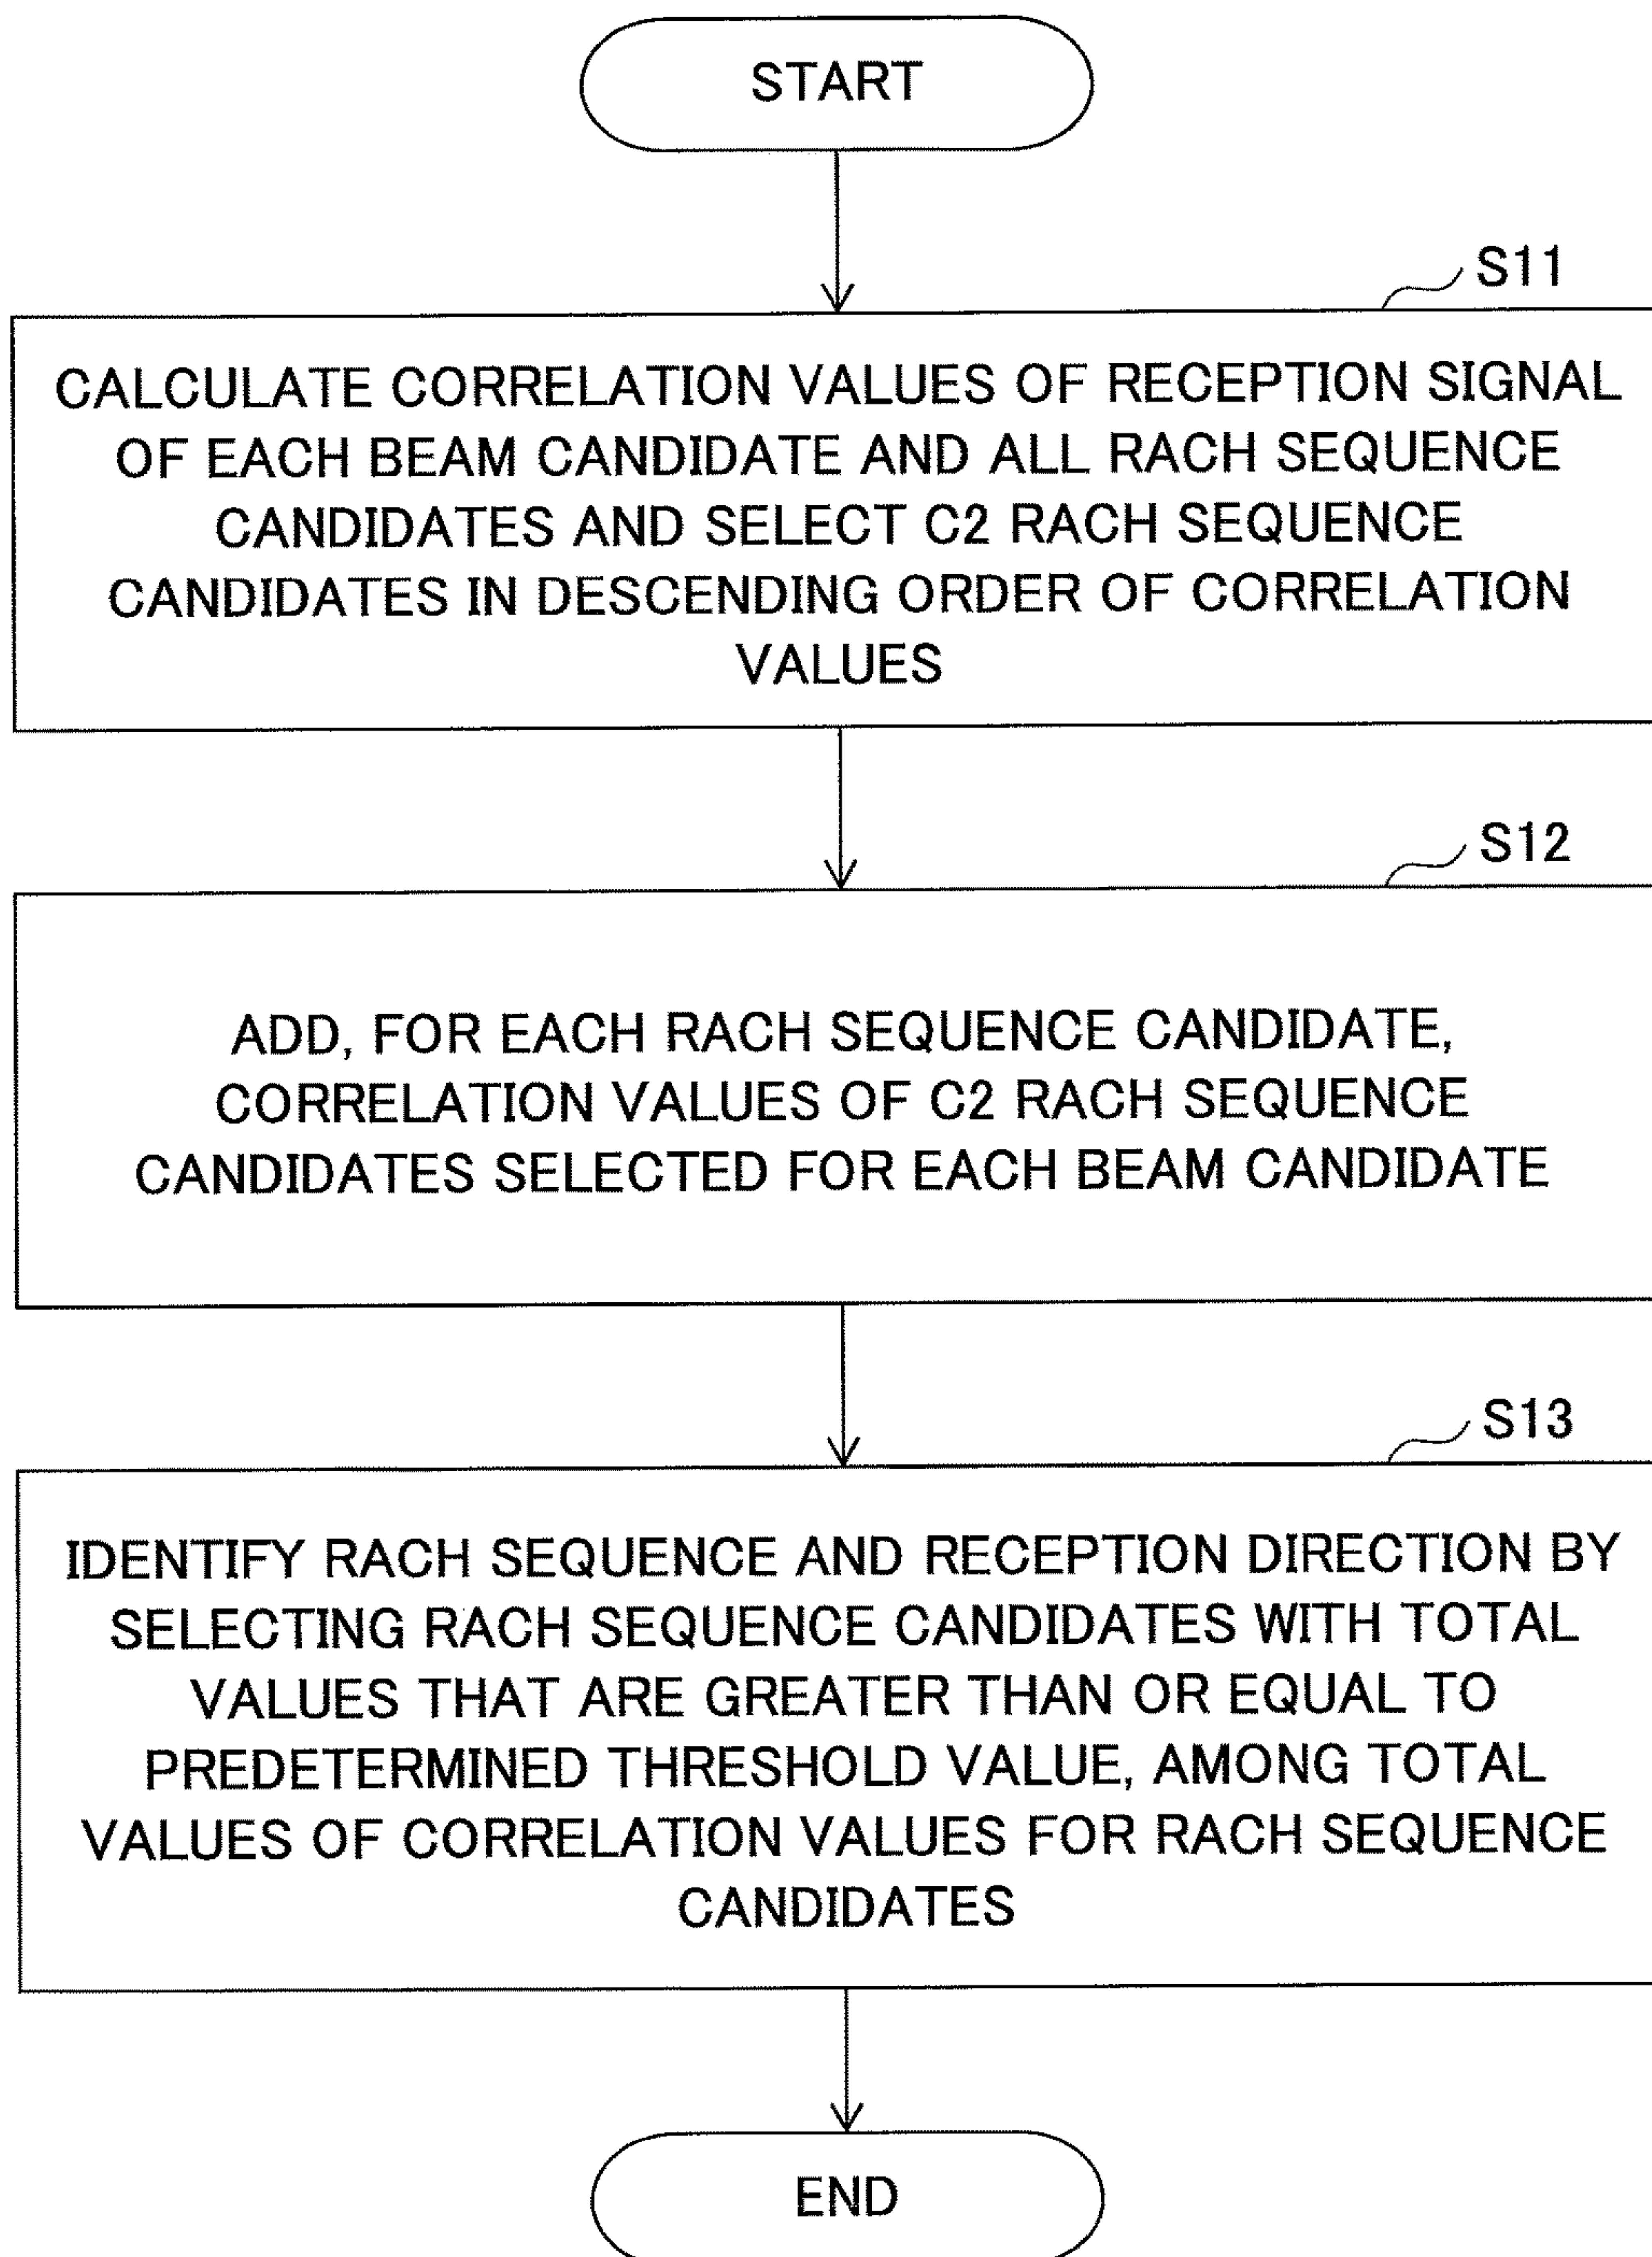 START
S11
CALCULATE CORRELATION VALUES OF RECEPTION SIGNAL
OF EACH BEAM CANDIDATE AND ALL RACH SEQUENCE
CANDIDATES AND SELECT C2 RACH SEQUENCE
CANDIDATES IN DESCENDING ORDER OF CORRELATION
VALUES
S12
ADD, FOR EACH RACH SEQUENCE CANDIDATE,
CORRELATION VALUES OF C2 RACH SEQUENCE
CANDIDATES SELECTED FOR EACH BEAM CANDIDATE
S13
IDENTIFY RACH SEQUENCE AND RECEPTION DIRECTION BY
SELECTING RACH SEQUENCE CANDIDATES WITH TOTAL
VALUES THAT ARE GREATER THAN OR EQUAL TO
PREDETERMINED THRESHOLD VALUE, AMONG TOTAL
VALUES OF CORRELATION VALUES FOR RACH SEQUENCE
CANDIDATES
END